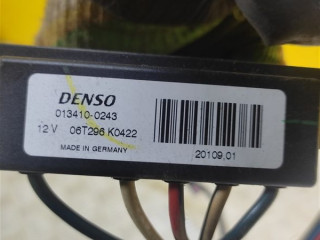 DENSO
013410-0243
12 V 06T296 K0422
MADE IN GERMANY
20109.01